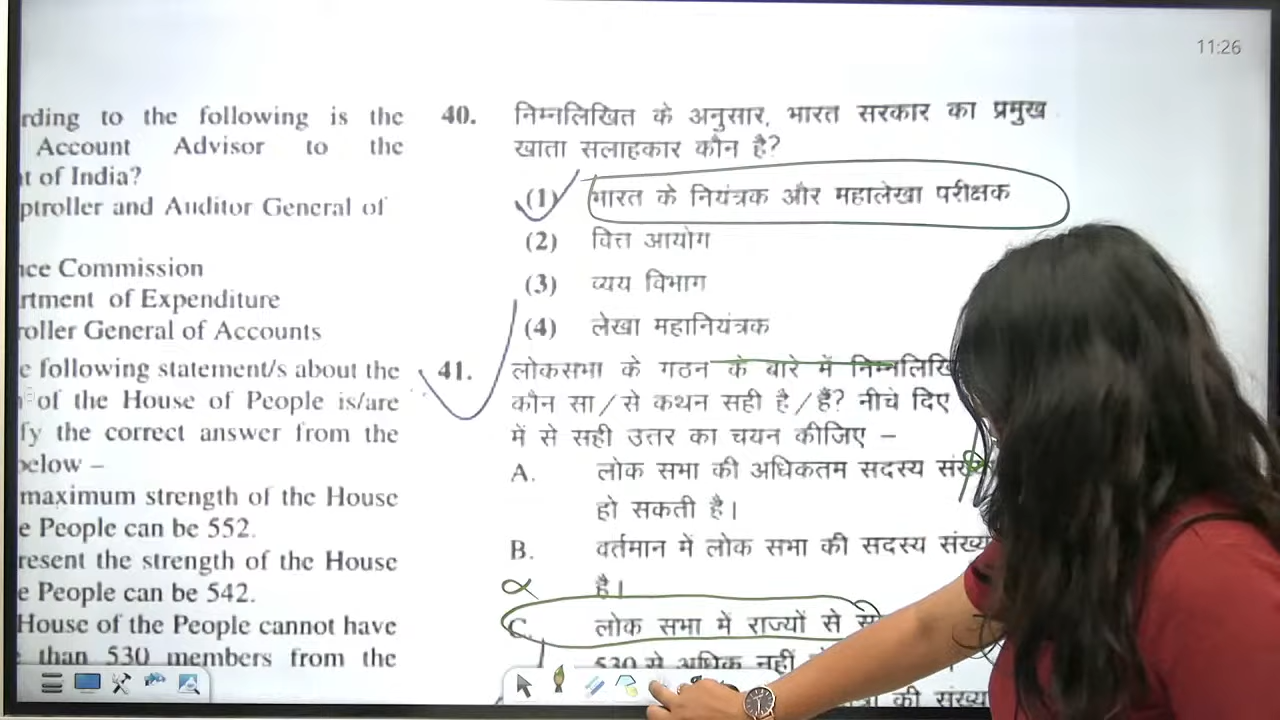 11:26
rding to the following is the
Account Advisor to the
t of India?
ptroller and Auditor General of
nce Commission
rtment of Expenditure
roller General of Accounts
e following statement/s about the
of the House of People is/are
fy the correct answer from the
below –
maximum strength of the House
e People can be 552.
resent the strength of the House
e People can be 542.
House of the People cannot have
than 530 members from the
40. निम्नलिखित के अनुसार, भारत सरकार का प्रमुख
खाता सलाहकार कौन है?
(1) भारत के नियंत्रक और महालेखा परीक्षक
(2) वित्त आयोग
(3) व्यय विभाग
(4) लेखा महानियंत्रक
41. लोकसभा के गठन के बारे में निम्नलिखि
कौन सा/से कथन सही है/हैं? नीचे दिए
में से सही उत्तर का चयन कीजिए –
A. लोक सभा की अधिकतम सदस्य
हो सकती है।
B. वर्तमान में लोक सभा की सदस्य संख्य
है।
C. लोक सभा में राज्यों से
530 से अधिक नहीं
की संख्य